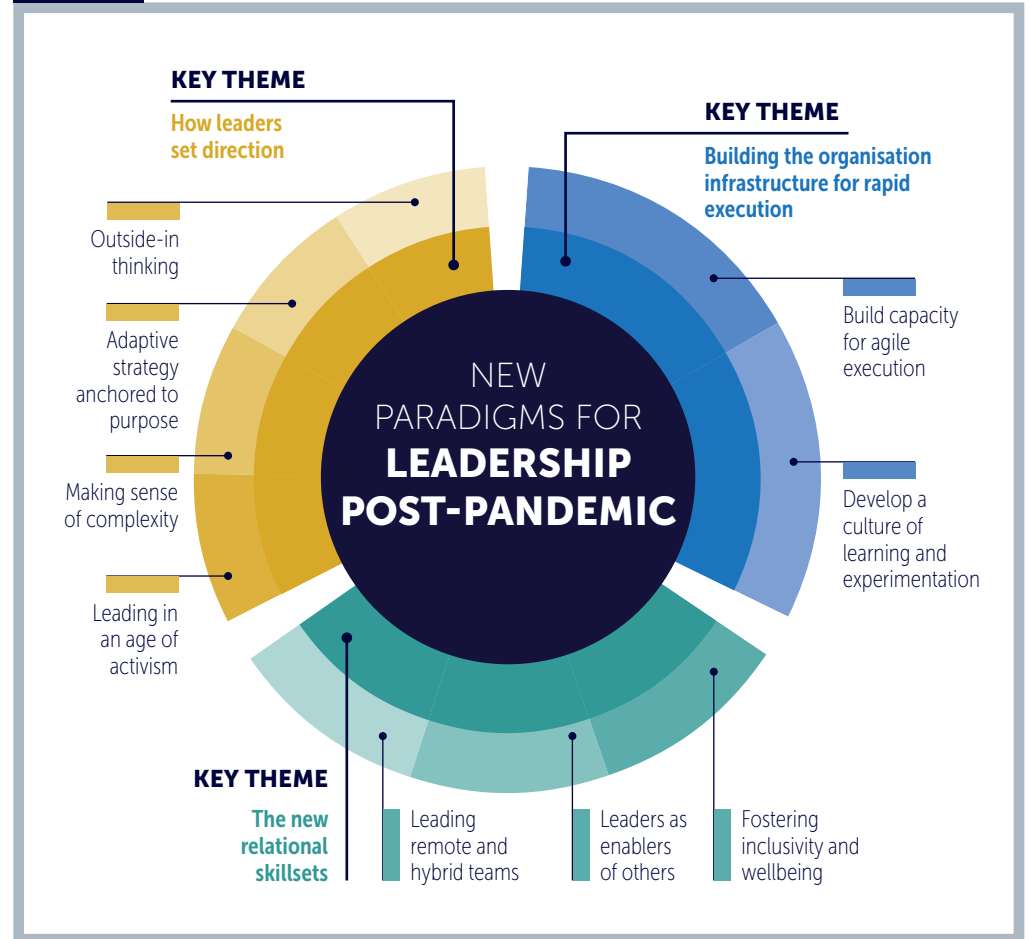 KEY THEME
How leaders
set direction
KEY THEME
Building the organisation
infrastructure for rapid
execution
Outside-in
thinking
Adaptive
strategy
anchored to
purpose
Making sense
of complexity
Leading in
an age of
activism
NEW
PARADIGMS FOR
LEADERSHIP
POST-PANDEMIC
Build capacity
for agile
execution
Develop a
culture of
learning and
experimentation
KEY THEME
The new
relational
skillsets
Leading
remote and
hybrid teams
Leaders as
enablers
of others
Fostering
inclusivity and
wellbeing